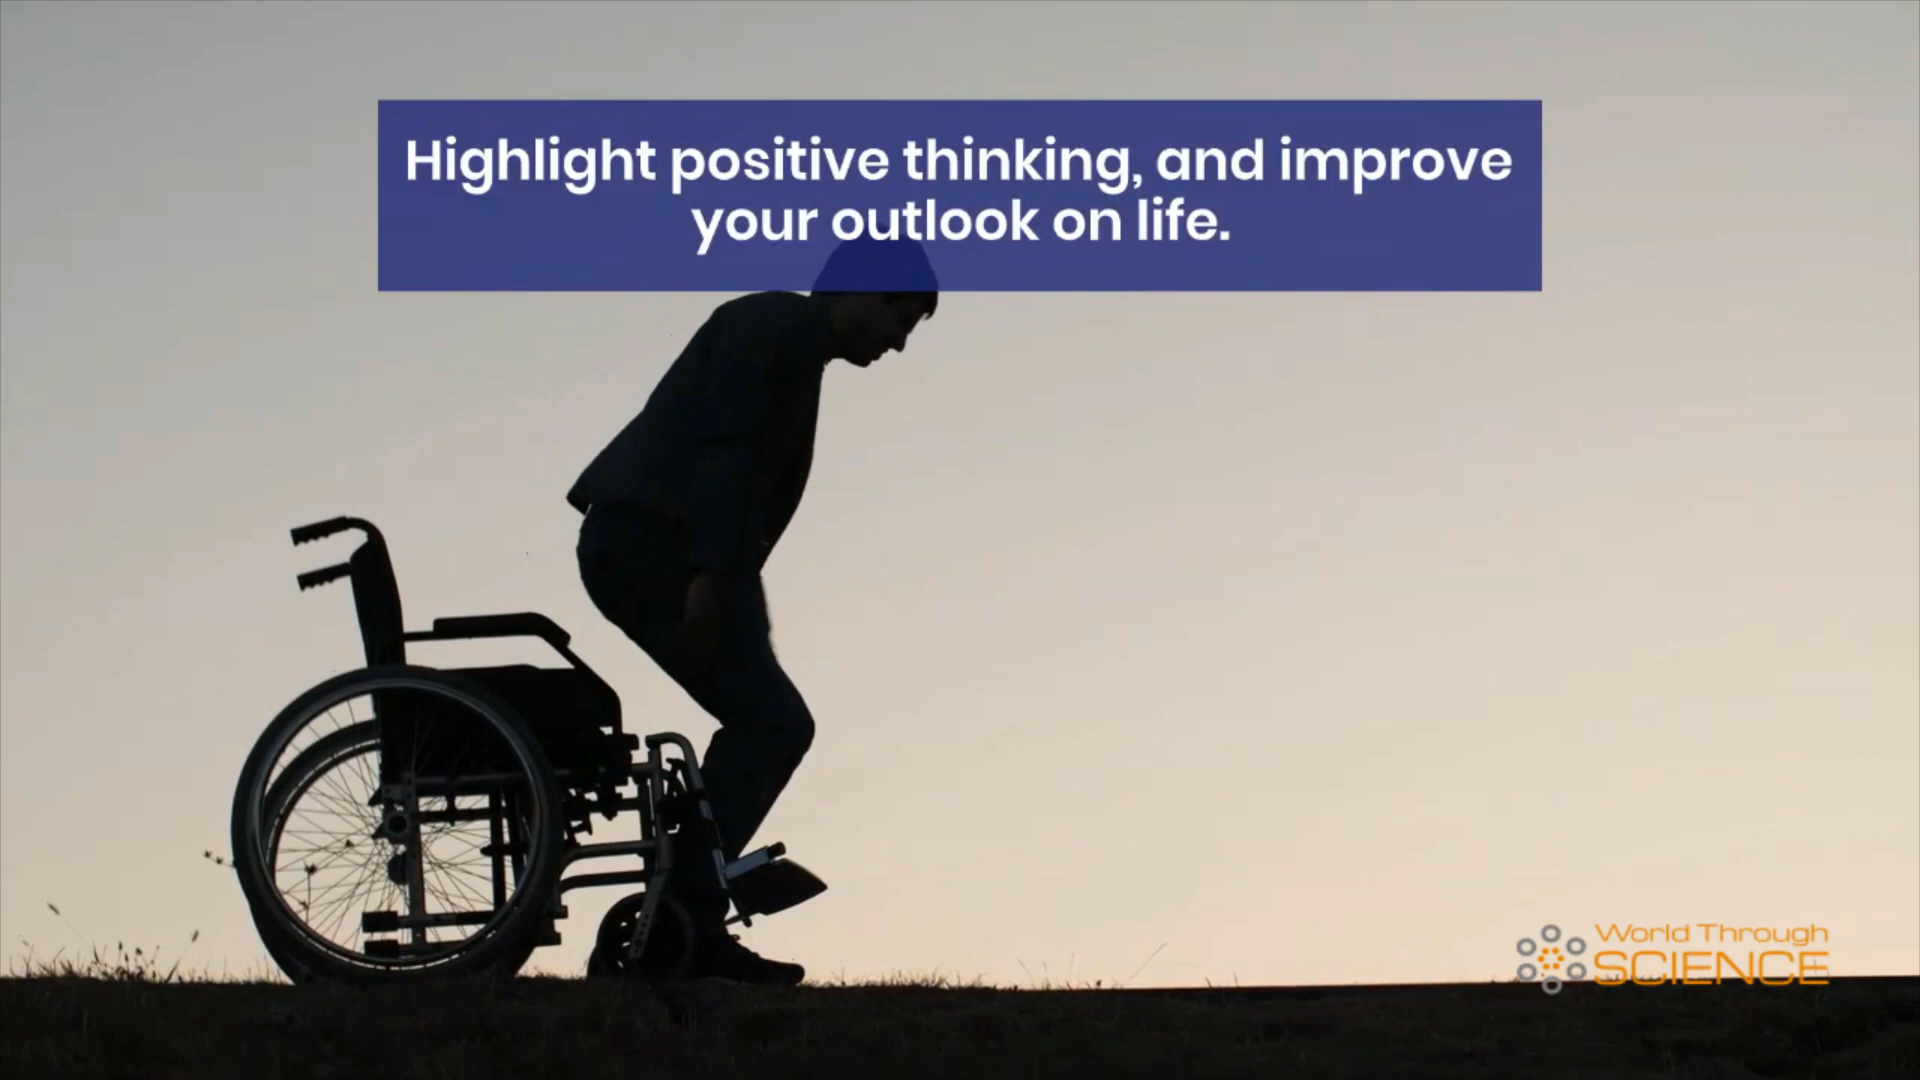 Highlight positive thinking, and improve
your outlook on life.
World Through
SCIENCE